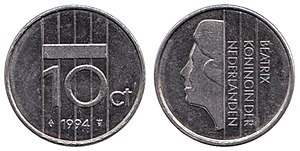 10 ct
1994
BEATRIX
KONINGIN DER
NEDERLANDEN